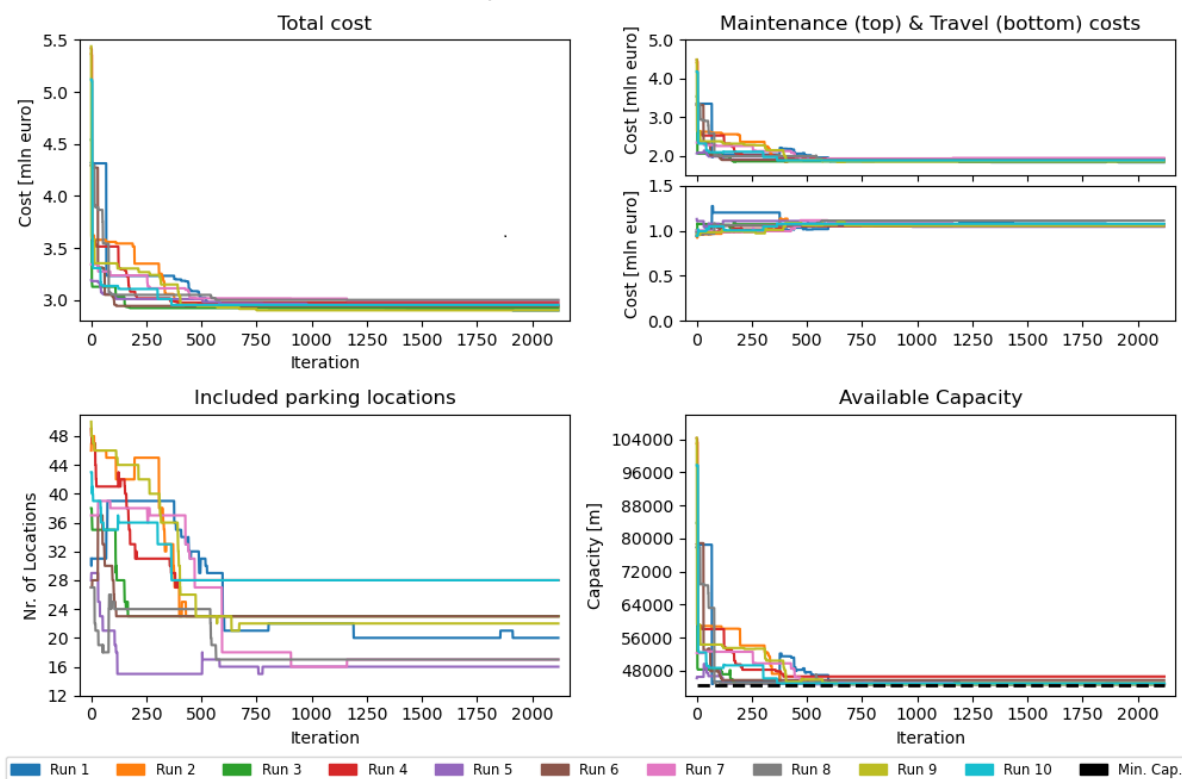 Total cost
5.5
5.0
4.5
4.0
3.5
3.0
Cost [mln euro]
0 250 500 750 1000 1250 1500 1750 2000
Iteration
Maintenance (top) & Travel (bottom) costs
5.0
4.0
3.0
2.0
Cost [mln euro]
1.5
1.0
0.5
0.0
Cost [mln euro]
0 250 500 750 1000 1250 1500 1750 2000
Included parking locations
48
44
40
36
32
28
24
20
16
12
Nr. of Locations
0 250 500 750 1000 1250 1500 1750 2000
Iteration
Available Capacity
104000
96000
88000
80000
72000
64000
56000
48000
Capacity [m]
0 250 500 750 1000 1250 1500 1750 2000
Iteration
Run 1 Run 2 Run 3 Run 4 Run 5 Run 6 Run 7 Run 8 Run 9 Run 10 Min. Cap.